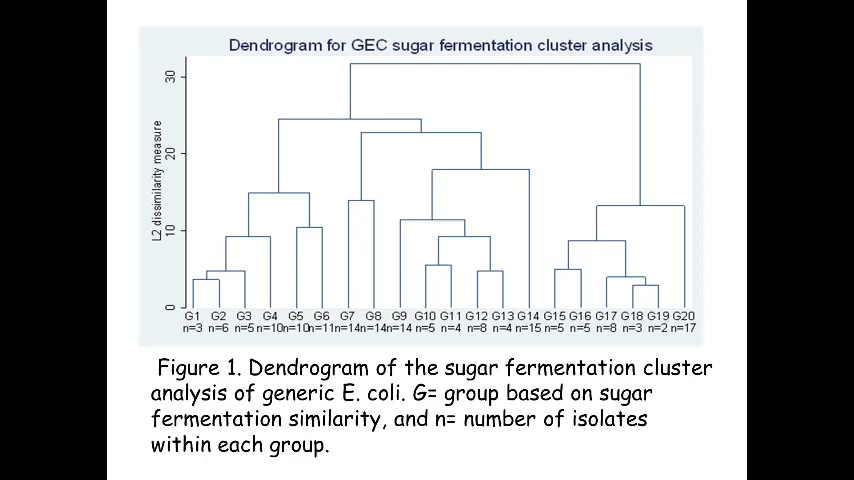 Dendrogram for GEC sugar fermentation cluster analysis
L2 dissimilarity measure
30
20
10
0
G1 G2 G3 G4 G5 G6 G7 G8 G9 G10 G11 G12 G13 G14 G15 G16 G17 G18 G19 G20
n=3 n=6 n=5 n=10 n=10 n=11 n=14 n=14 n=14 n=5 n=4 n=8 n=4 n=15 n=5 n=5 n=8 n=3 n=2 n=17
Figure 1. Dendrogram of the sugar fermentation cluster
analysis of generic E. coli. G= group based on sugar
fermentation similarity, and n= number of isolates
within each group.